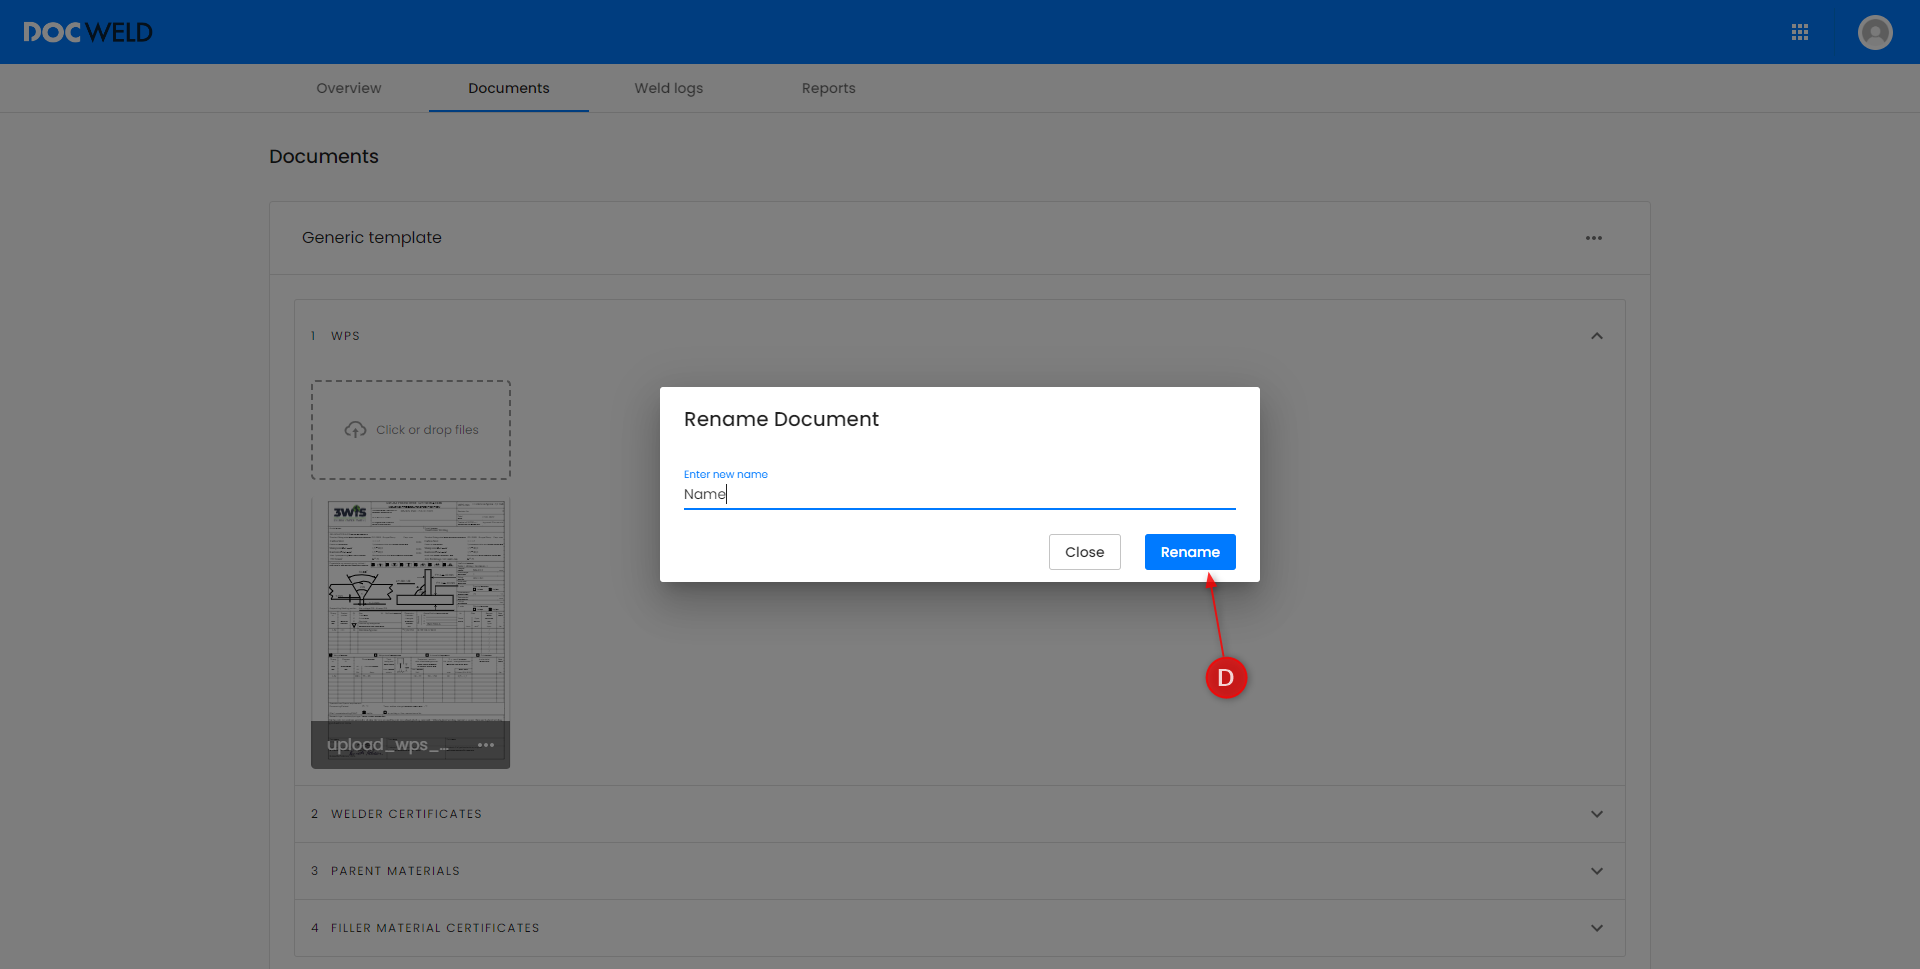 DOCWELD
Overview
Documents
Weld logs
Reports
Documents
Generic template
1 WPS
Click or drop files
3WIS
upload_wps_...
Rename Document
Enter new name
Name
Close
Rename
D
2 WELDER CERTIFICATES
3 PARENT MATERIALS
4 FILLER MATERIAL CERTIFICATES